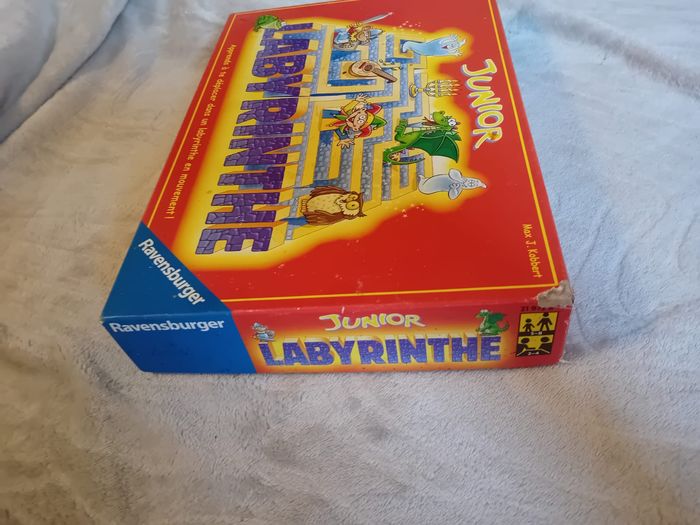 JUNIOR
LABYRINTHE
Apprends à te déplacer dans un labyrinthe en mouvement !
Max J. Kobbert
Ravensburger
Ravensburger
JUNIOR
LABYRINTHE